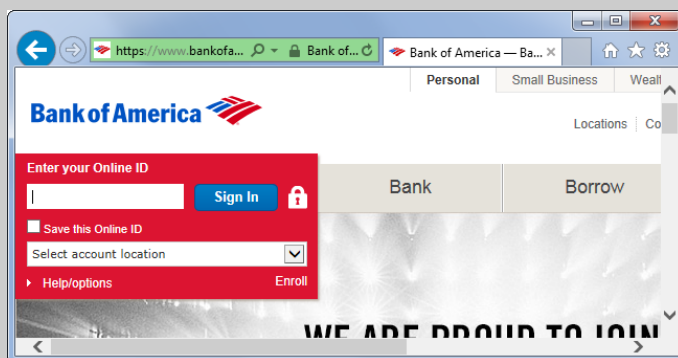 https://www.bankofa... Bank of... Bank of America — Ba...
Personal Small Business Wealt
Bank of America
Locations Co
Enter your Online ID
Sign In
Bank Borrow
Save this Online ID
Select account location
Help/options Enroll
WE ARE PROUD TO JOIN